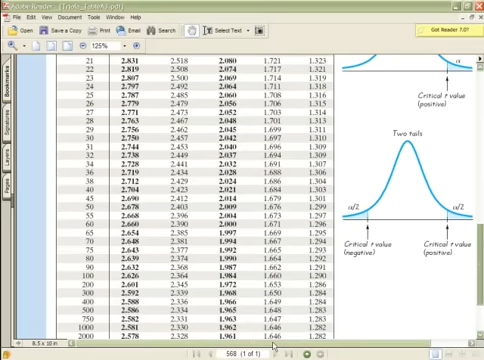 Adobe Reader - [Triola_TableA3.pdf]
File Edit View Document Tools Window Help
Open Save a Copy Print Email Search Select Text Got Reader 7.0?
125%
Bookmarks
Signatures
Layers
Pages
21 2.831 2.518 2.080 1.721 1.323
22 2.819 2.508 2.074 1.717 1.321
23 2.807 2.500 2.069 1.714 1.319
24 2.797 2.492 2.064 1.711 1.318
25 2.787 2.485 2.060 1.708 1.316
26 2.779 2.479 2.056 1.706 1.315
27 2.771 2.473 2.052 1.703 1.314
28 2.763 2.467 2.048 1.701 1.313
29 2.756 2.462 2.045 1.699 1.311
30 2.750 2.457 2.042 1.697 1.310
31 2.744 2.453 2.040 1.696 1.309
32 2.738 2.449 2.037 1.694 1.309
34 2.728 2.441 2.032 1.691 1.307
36 2.719 2.434 2.028 1.688 1.306
38 2.712 2.429 2.024 1.686 1.304
40 2.704 2.423 2.021 1.684 1.303
45 2.690 2.412 2.014 1.679 1.301
50 2.678 2.403 2.009 1.676 1.299
55 2.668 2.396 2.004 1.673 1.297
60 2.660 2.390 2.000 1.671 1.296
65 2.654 2.385 1.997 1.669 1.295
70 2.648 2.381 1.994 1.667 1.294
75 2.643 2.377 1.992 1.665 1.293
80 2.639 2.374 1.990 1.664 1.292
90 2.632 2.368 1.987 1.662 1.291
100 2.626 2.364 1.984 1.660 1.290
200 2.601 2.345 1.972 1.653 1.286
300 2.592 2.339 1.968 1.650 1.284
400 2.588 2.336 1.966 1.649 1.284
500 2.586 2.334 1.965 1.648 1.283
750 2.582 2.331 1.963 1.647 1.283
1000 2.581 2.330 1.962 1.646 1.282
2000 2.578 2.328 1.961 1.646 1.282
α
Critical t value
(positive)
Two tails
α/2 α/2
Critical t value
(negative)
Critical t value
(positive)
8.5 x 10 in
568 (1 of 1)